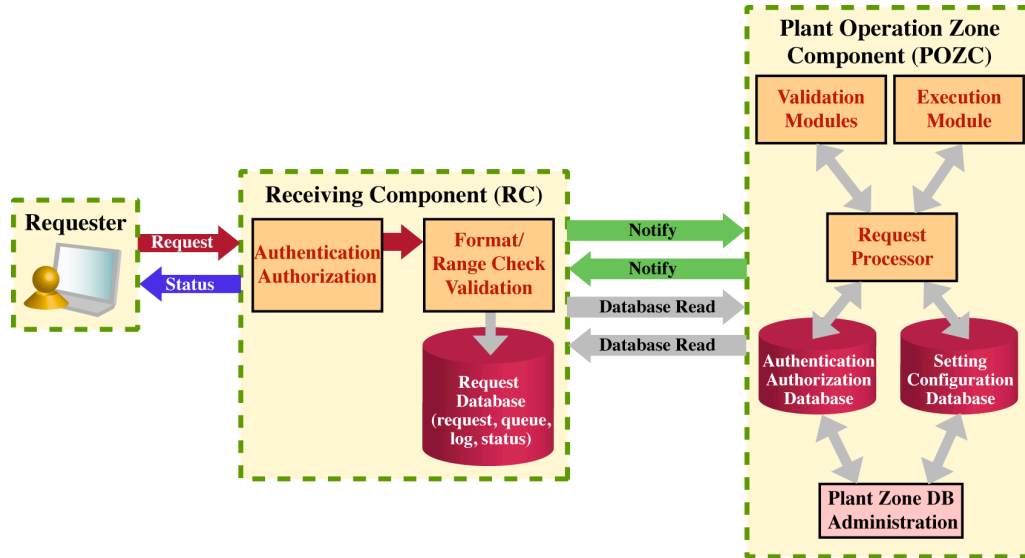 Requester
Request
Status
Receiving Component (RC)
Authentication
Authorization
Format/
Range Check
Validation
Request
Database
(request, queue,
log, status)
Notify
Notify
Database Read
Database Read
Plant Operation Zone
Component (POZC)
Validation
Modules
Execution
Module
Request
Processor
Authentication
Authorization
Database
Setting
Configuration
Database
Plant Zone DB
Administration